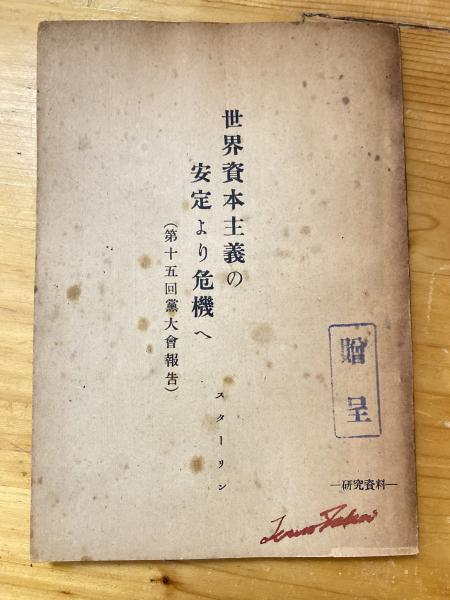 世界資本主義の
安定より危機へ
（第十五回黨大會報告）
スターリン
贈呈
―研究資料―